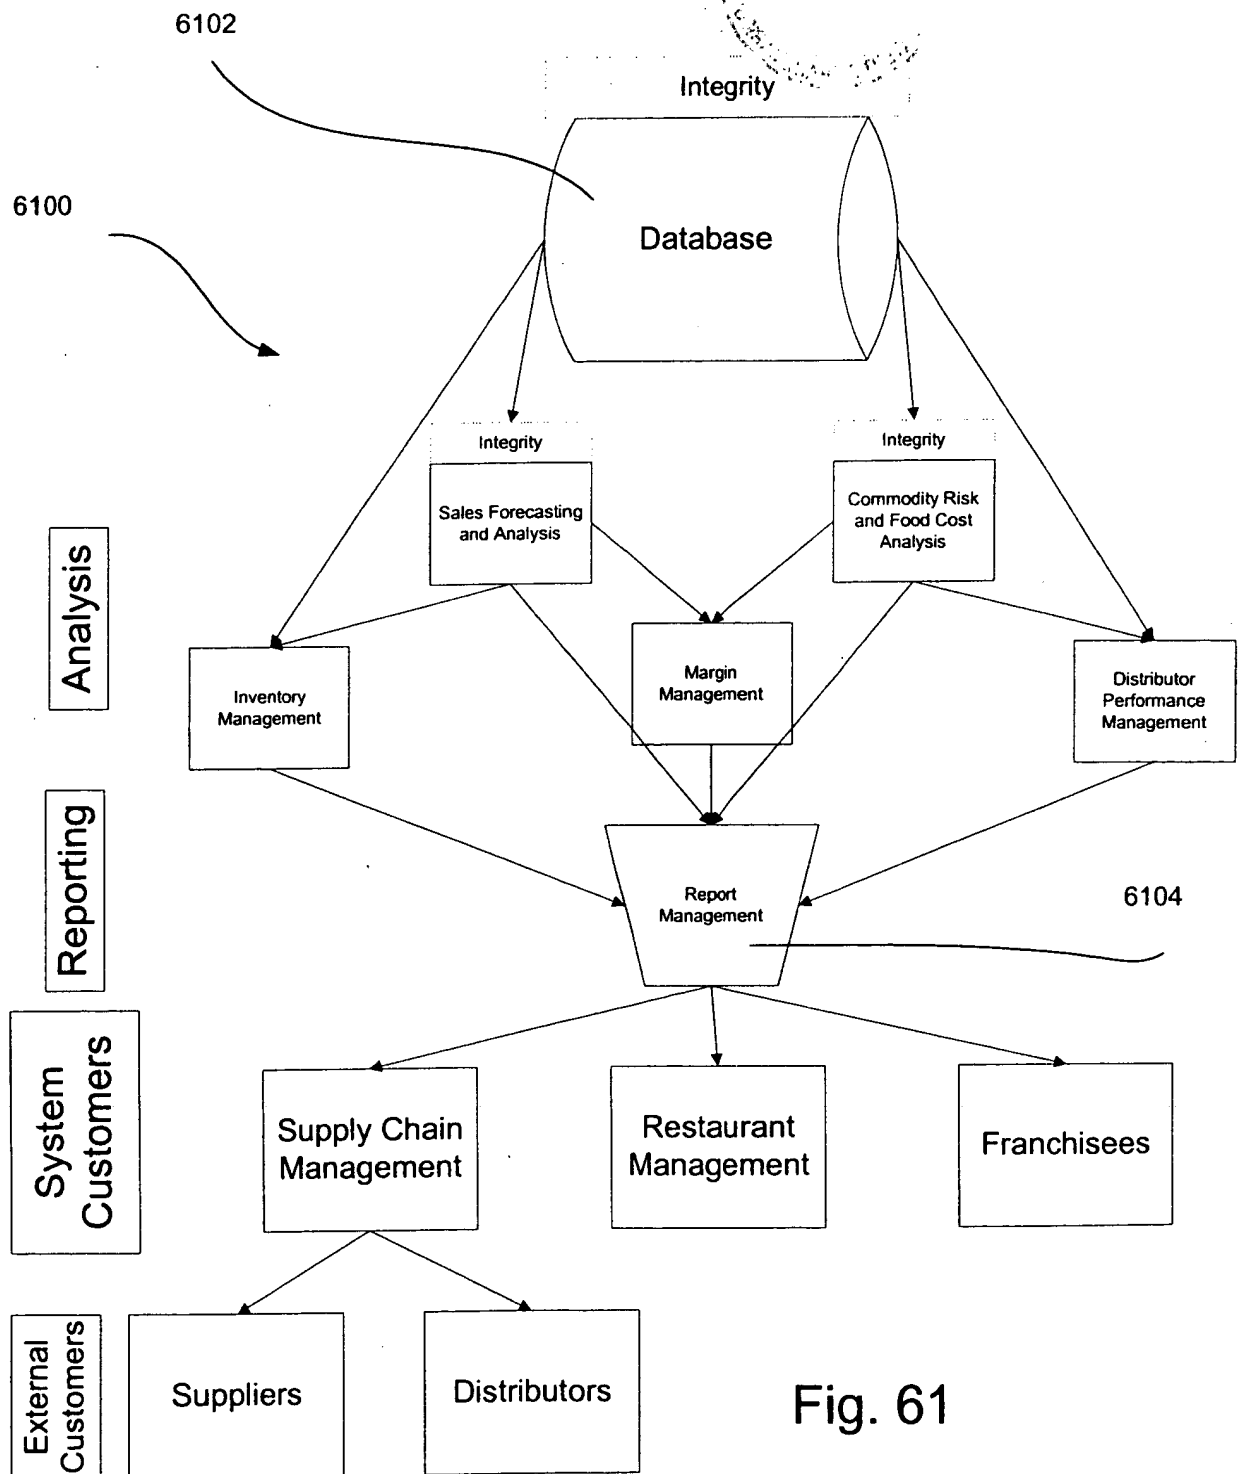 6102
Integrity
6100
Database
Integrity
Integrity
Sales Forecasting
and Analysis
Commodity Risk
and Food Cost
Analysis
Analysis
Inventory
Management
Margin
Management
Distributor
Performance
Management
Reporting
Report
Management
6104
System
Customers
Supply Chain
Management
Restaurant
Management
Franchisees
External
Customers
Suppliers
Distributors
Fig. 61